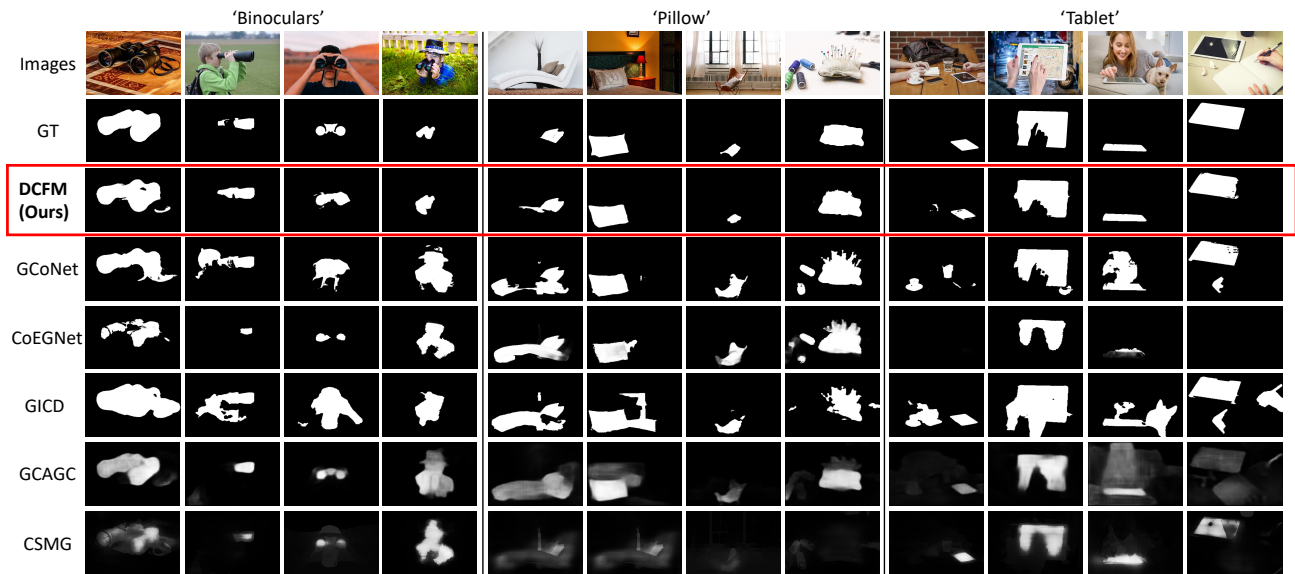 ‘Binoculars’ ‘Pillow’ ‘Tablet’
Images
GT
DCFM
(Ours)
GCoNet
CoEGNet
GICD
GCAGC
CSMG